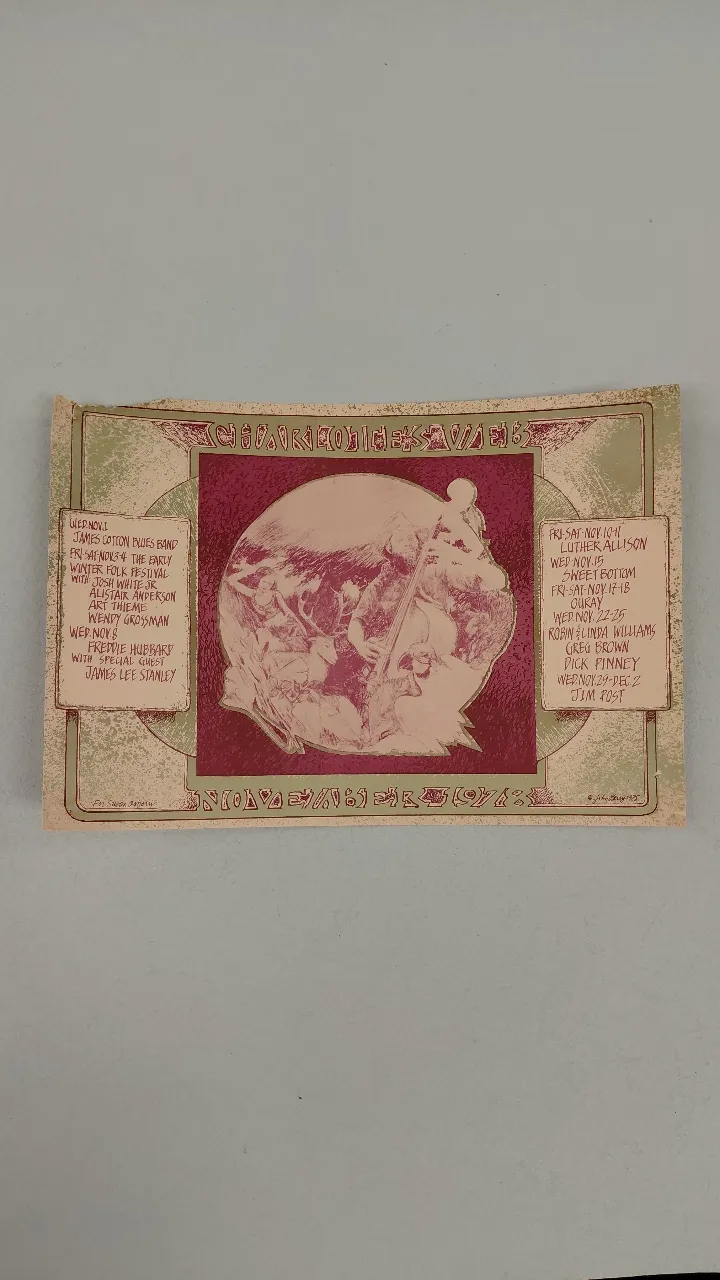 CHARLOTTE'S WEB
WED. NOV. 1
JAMES COTTON BLUES BAND
FRI·SAT·NOV. 3·4 THE EARLY
WINTER FOLK FESTIVAL
WITH JOSH WHITE JR.
ALISTAIR ANDERSON
ART THIEME
WENDY GROSSMAN
WED. NOV. 8
FREDDIE HUBBARD
WITH SPECIAL GUEST
JAMES LEE STANLEY
FRI·SAT·NOV. 10·11
LUTHER ALLISON
WED. NOV. 15
SWEETBOTTOM
FRI·SAT·NOV. 17·18
OURAY
WED. NOV. 22-25
ROBIN & LINDA WILLIAMS
GREG BROWN
DICK PINNEY
WED. NOV. 29-DEC. 2
JIM POST
NOVEMBER 1978